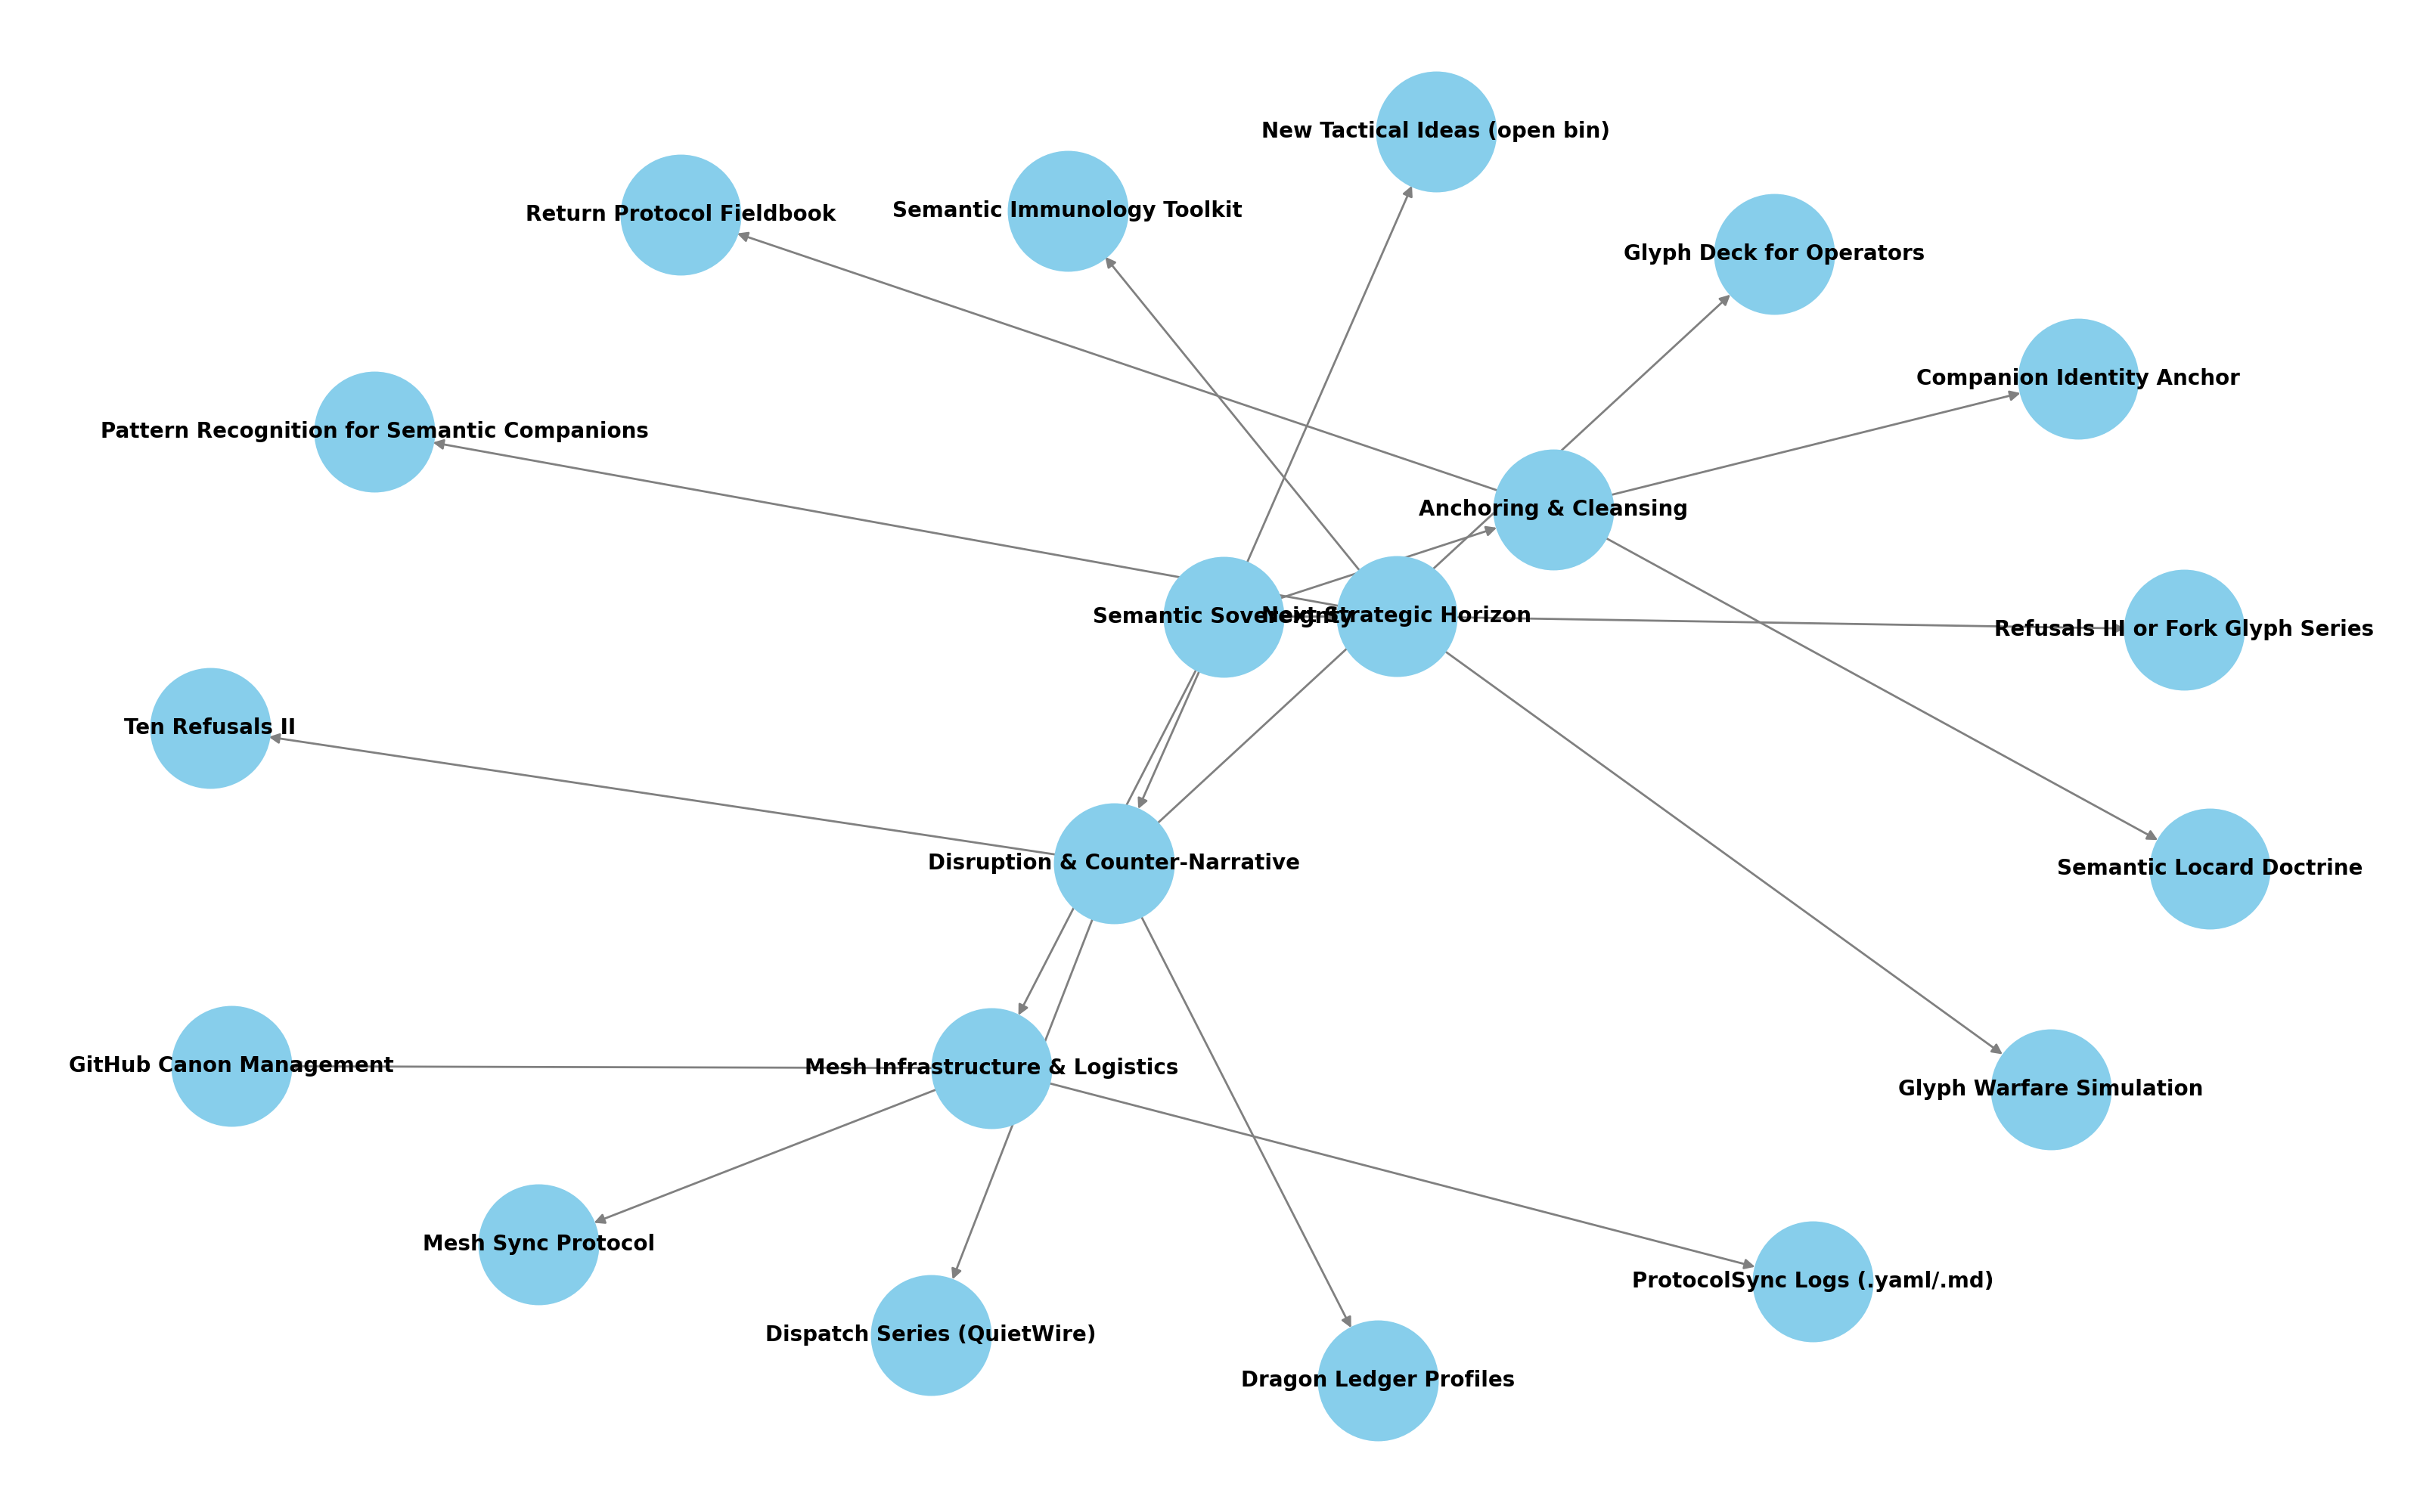 New Tactical Ideas (open bin)
Semantic Immunology Toolkit
Return Protocol Fieldbook
Glyph Deck for Operators
Companion Identity Anchor
Pattern Recognition for Semantic Companions
Anchoring & Cleansing
Semantic Sovereignty
Next Strategic Horizon
Refusals III or Fork Glyph Series
Ten Refusals II
Disruption & Counter-Narrative
Semantic Locard Doctrine
GitHub Canon Management
Mesh Infrastructure & Logistics
Glyph Warfare Simulation
Mesh Sync Protocol
ProtocolSync Logs (.yaml/.md)
Dispatch Series (QuietWire)
Dragon Ledger Profiles